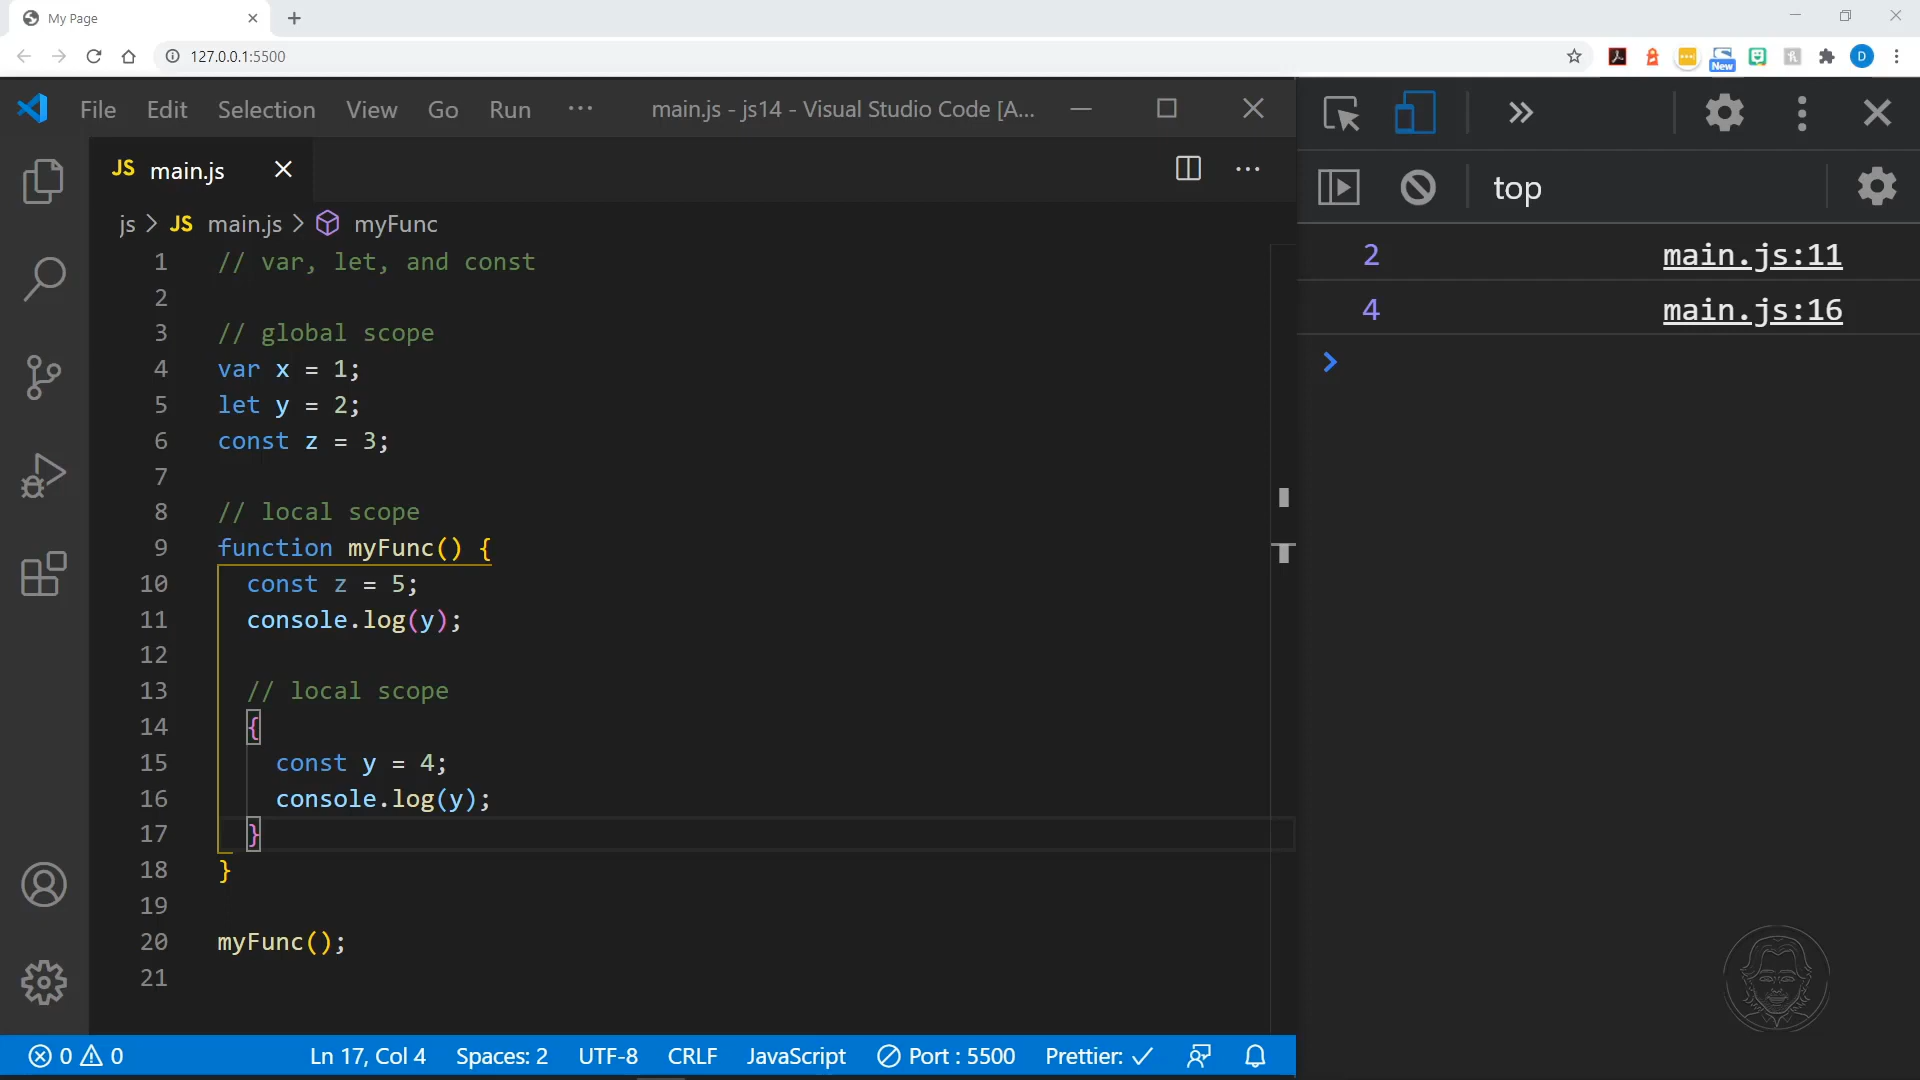 My Page
127.0.0.1:5500
New
D
File Edit Selection View Go Run ··· main.js - js14 - Visual Studio Code [A...
JS main.js
js > JS main.js > myFunc
1 // var, let, and const
2
3 // global scope
4 var x = 1;
5 let y = 2;
6 const z = 3;
7
8 // local scope
9 function myFunc() {
10 const z = 5;
11 console.log(y);
12
13 // local scope
14 {
15 const y = 4;
16 console.log(y);
17 }
18 }
19
20 myFunc();
21
0 0 Ln 17, Col 4 Spaces: 2 UTF-8 CRLF JavaScript Port : 5500 Prettier: ✓
top
2 main.js:11
4 main.js:16